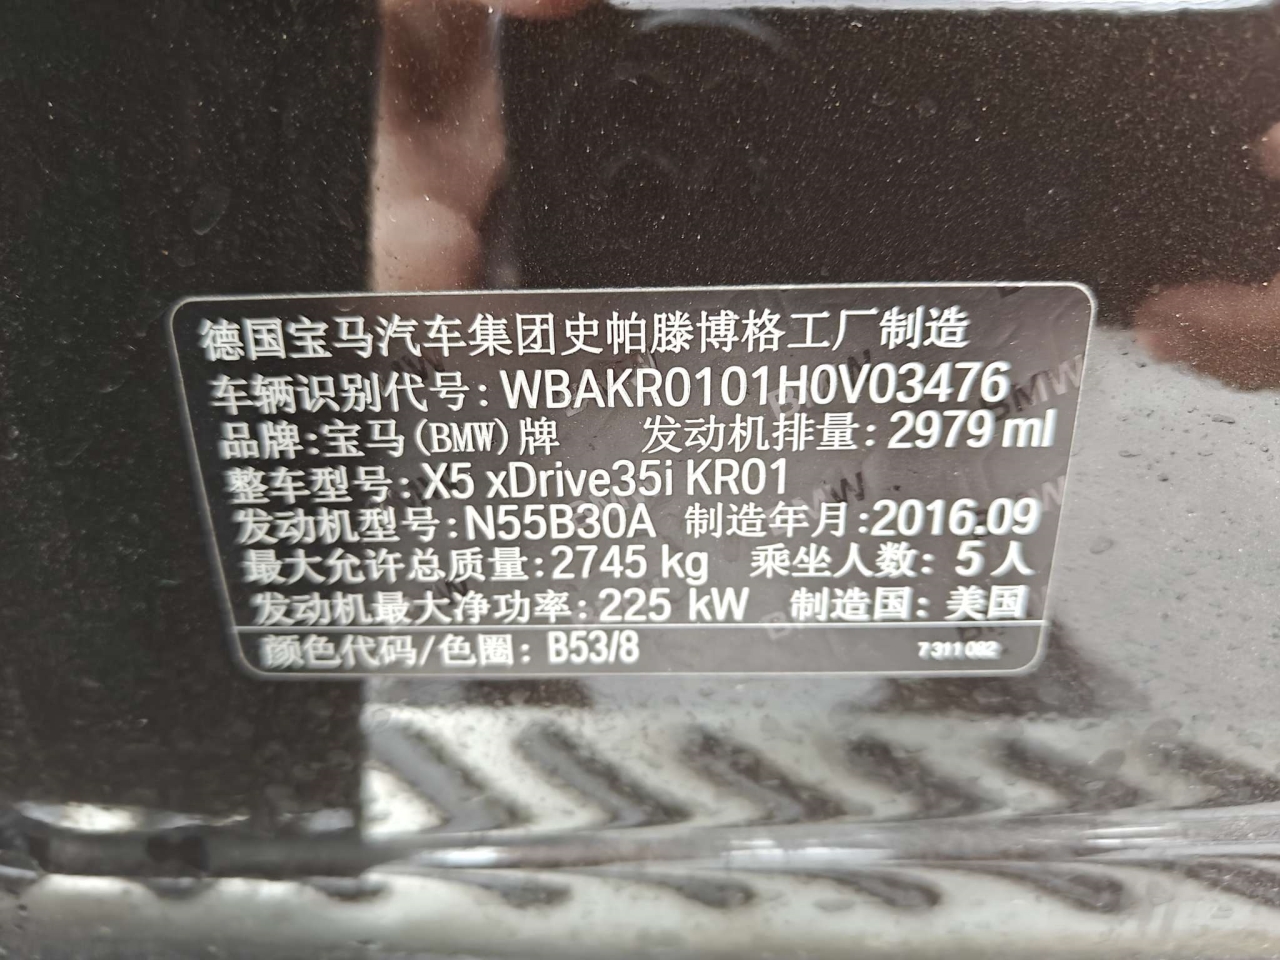 德国宝马汽车集团史帕滕博格工厂制造
车辆识别代号: WBAKR0101H0V03476
品牌:宝马(BMW)牌 发动机排量: 2979 ml
整车型号: X5 xDrive35i KR01
发动机型号:N55B30A 制造年月:2016.09
最大允许总质量:2745 kg 乘坐人数: 5人
发动机最大净功率: 225 kW 制造国: 美国
颜色代码/色圈: B53/8 7311082